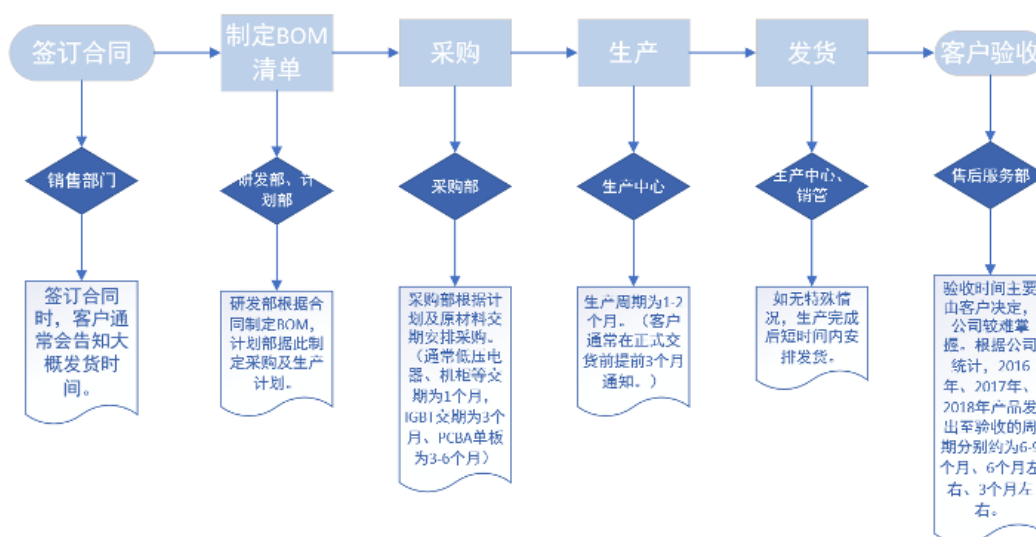 签订合同
制定BOM
清单
采购
生产
发货
客户验收
销售部门
研发部、计
划部
采购部
生产中心
生产中心、
销管
售后服务部
签订合同
时，客户通
常会告知大
概发货时
间。
研发部根据合
同制定BOM，
计划部据此制
定采购及生产
计划。
采购部根据计
划及原材料交
期安排采购。
（通常低压电
器、机柜等交
期为1个月，
IGBT交期为3个
月、PCBA单板
为3-6个月）
生产周期为1-2
个月。（客户
通常在正式交
货前提前3个月
通知。）
如无特殊情
况，生产完成
后短时间内安
排发货。
验收时间主要
由客户决定，
公司较难掌
握。根据公司
统计，2016
年、2017年、
2018年产品发
出至验收的周
期分别约为6-9
个月、6个月左
右、3个月左
右。